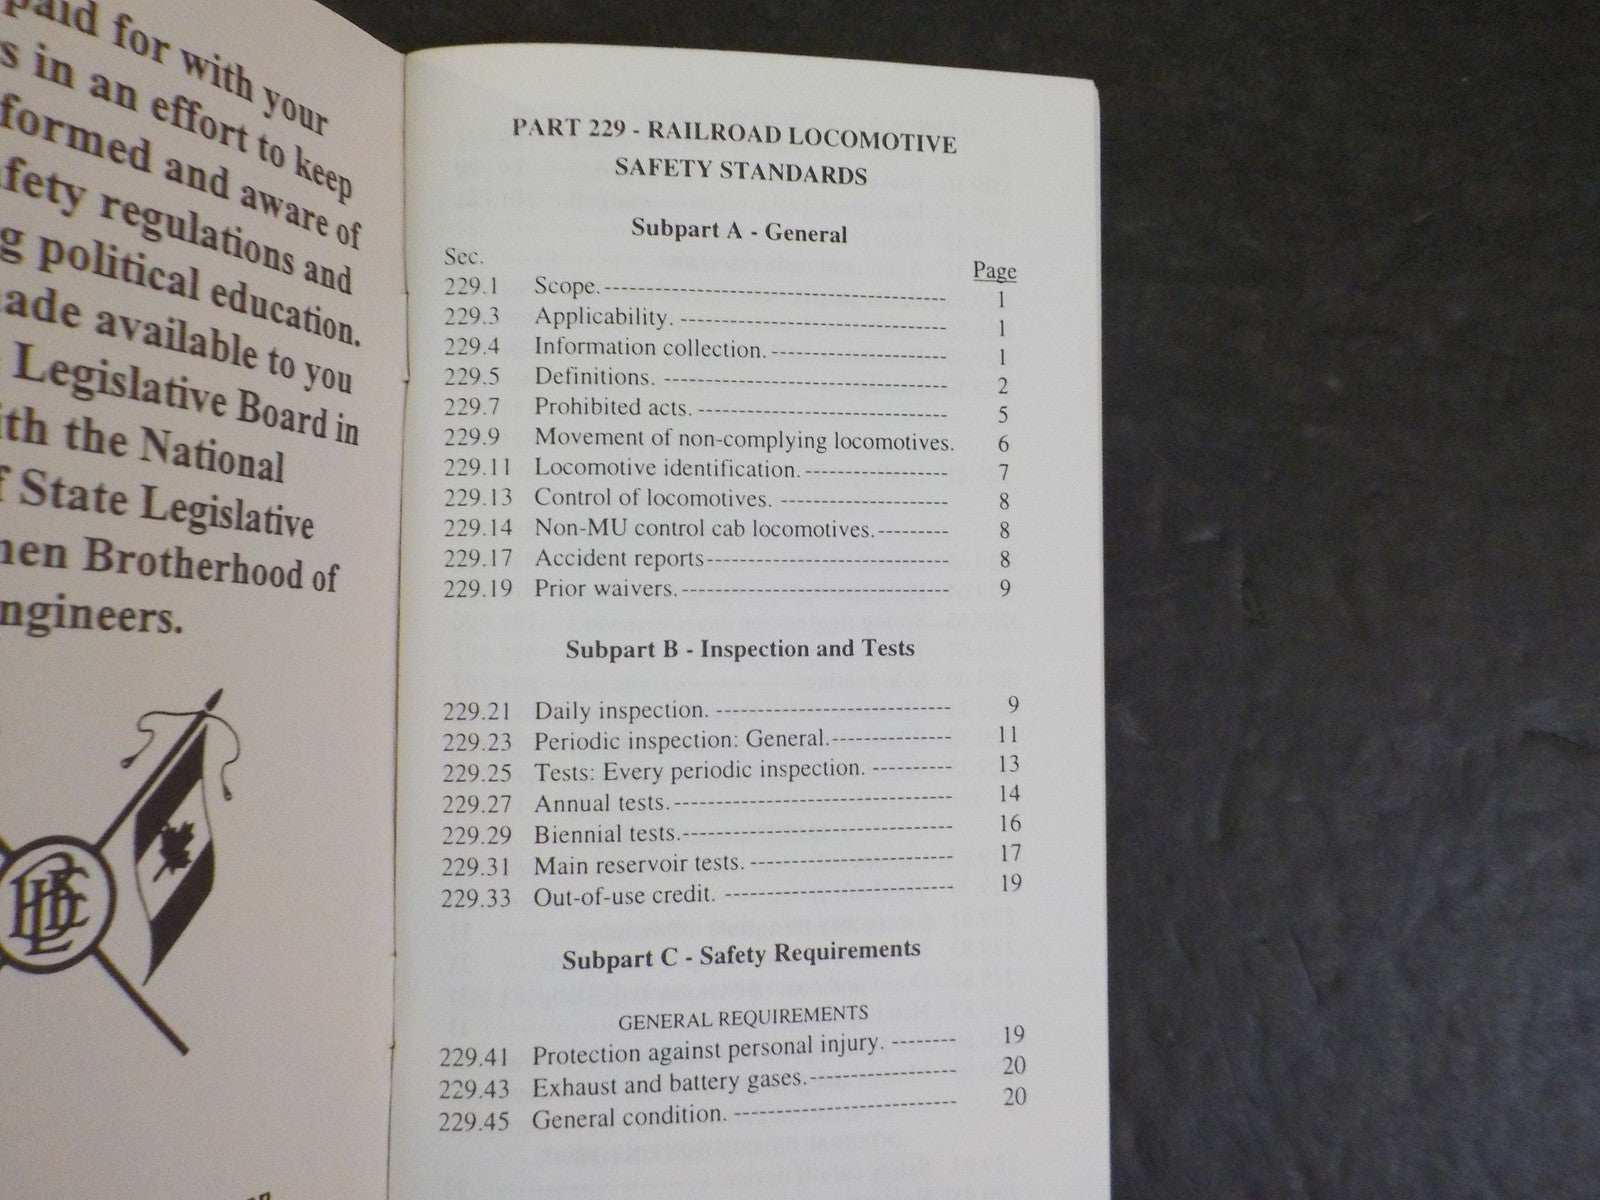 paid for with your
s in an effort to keep
formed and aware of
fety regulations and
g political education.
ade available to you
Legislative Board in
ith the National
f State Legislative
men Brotherhood of
ngineers.
PART 229 - RAILROAD LOCOMOTIVE
SAFETY STANDARDS
Subpart A - General
Sec. Page
229.1 Scope.-------------------------------------- 1
229.3 Applicability. ------------------------------ 1
229.4 Information collection. -------------------- 1
229.5 Definitions. -------------------------------- 2
229.7 Prohibited acts. ---------------------------- 5
229.9 Movement of non-complying locomotives. 6
229.11 Locomotive identification. ---------------- 7
229.13 Control of locomotives. ------------------- 8
229.14 Non-MU control cab locomotives.--------- 8
229.17 Accident reports--------------------------- 8
229.19 Prior waivers. ------------------------------ 9
Subpart B - Inspection and Tests
229.21 Daily inspection. --------------------------- 9
229.23 Periodic inspection: General.-------------- 11
229.25 Tests: Every periodic inspection. ---------- 13
229.27 Annual tests. ------------------------------- 14
229.29 Biennial tests.------------------------------- 16
229.31 Main reservoir tests. ----------------------- 17
229.33 Out-of-use credit. -------------------------- 19
Subpart C - Safety Requirements
GENERAL REQUIREMENTS
229.41 Protection against personal injury. -------- 19
229.43 Exhaust and battery gases.----------------- 20
229.45 General condition. ------------------------- 20